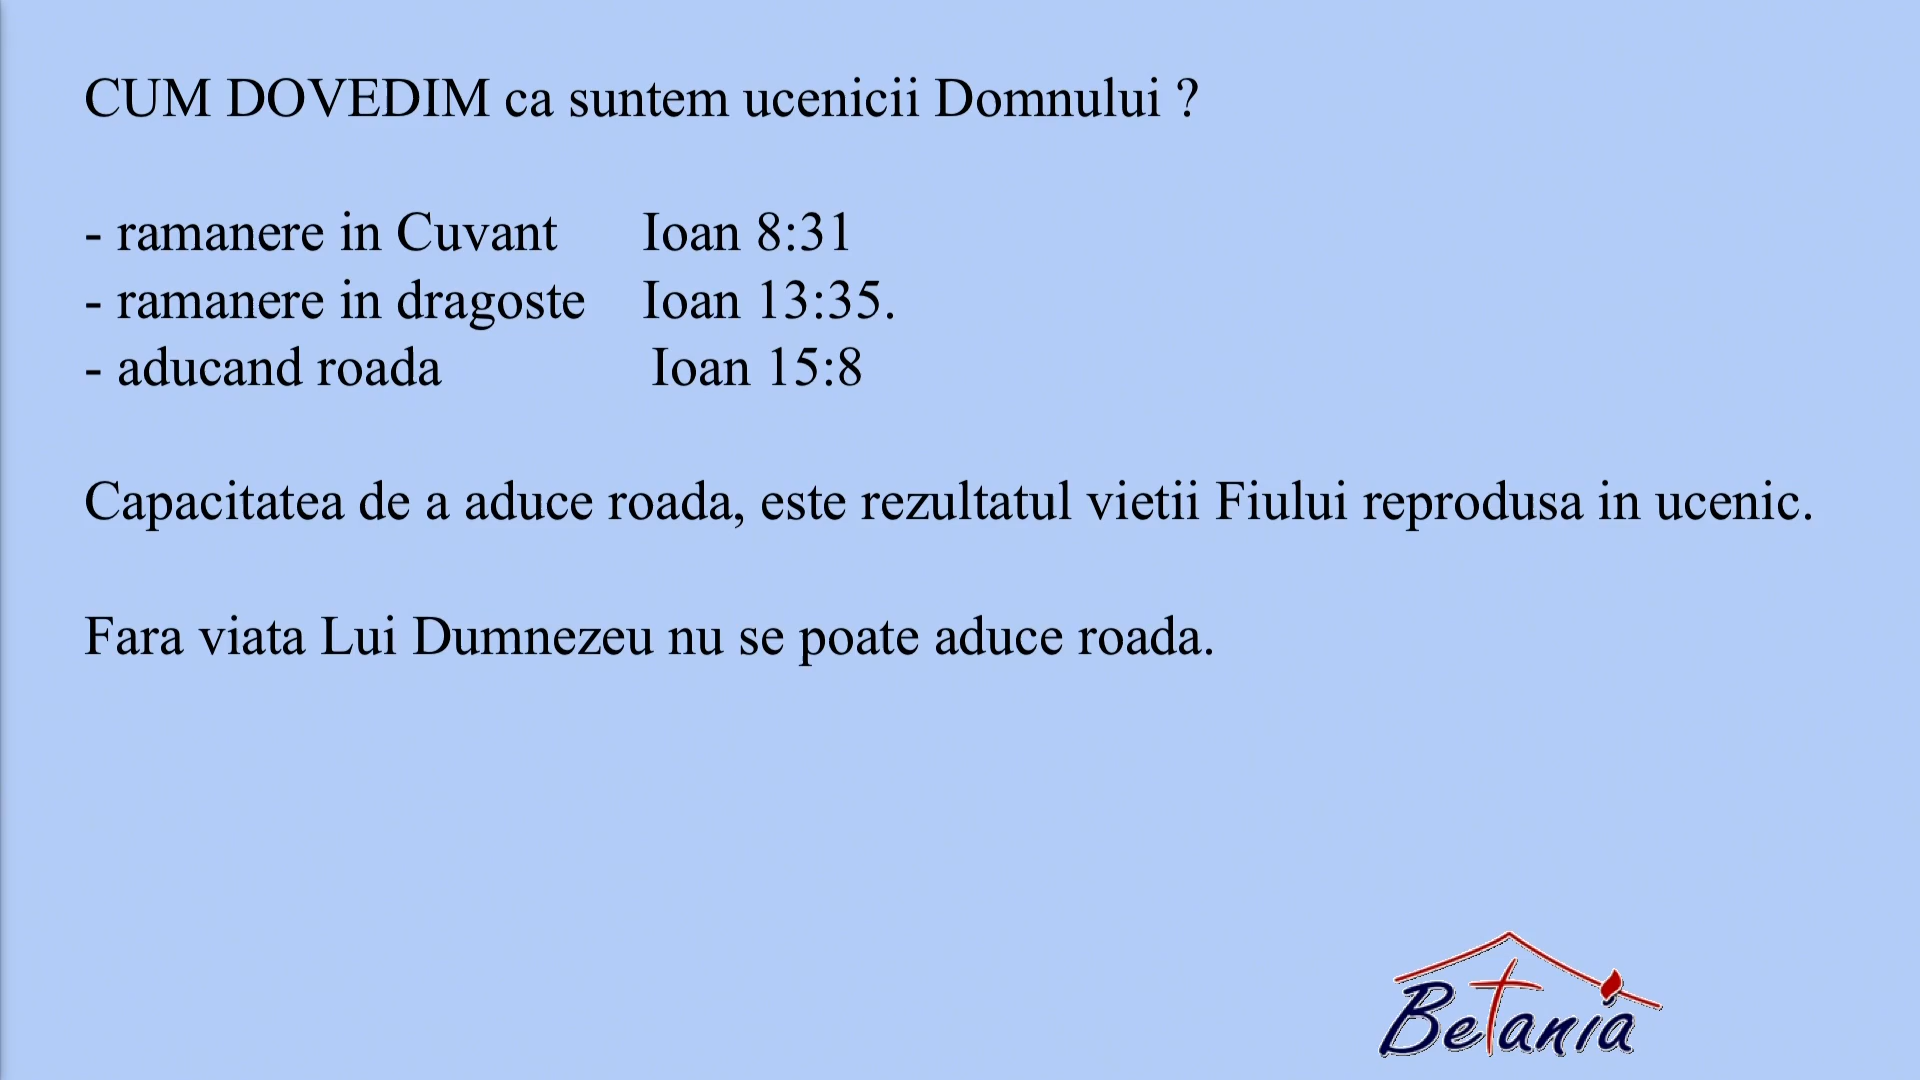 CUM DOVEDIM ca suntem ucenicii Domnului ?
- ramanere in Cuvant Ioan 8:31
- ramanere in dragoste Ioan 13:35.
- aducand roada Ioan 15:8
Capacitatea de a aduce roada, este rezultatul vietii Fiului reprodusa in ucenic.
Fara viata Lui Dumnezeu nu se poate aduce roada.
Betania